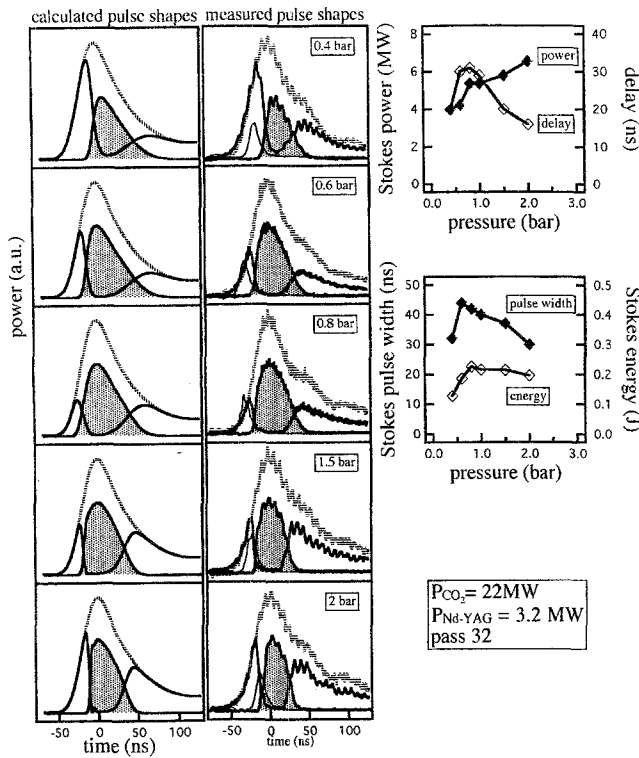 calculated pulse shapes
measured pulse shapes
power (a.u.)
0.4 bar
0.6 bar
0.8 bar
1.5 bar
2 bar
-50 0 50 100
time (ns)
-50 0 50 100
time (ns)
Stokes power (MW)
8
6
4
2
0
power
delay
40
30
20
10
0
delay (ns)
0.0 1.0 2.0 3.0
pressure (bar)
Stokes pulse width (ns)
50
40
30
20
10
0
pulse width
energy
0.5
0.4
0.3
0.2
0.1
0.0
Stokes energy (J)
0.0 1.0 2.0 3.0
pressure (bar)
PCO2= 22MW
PNd-YAG = 3.2 MW
pass 32